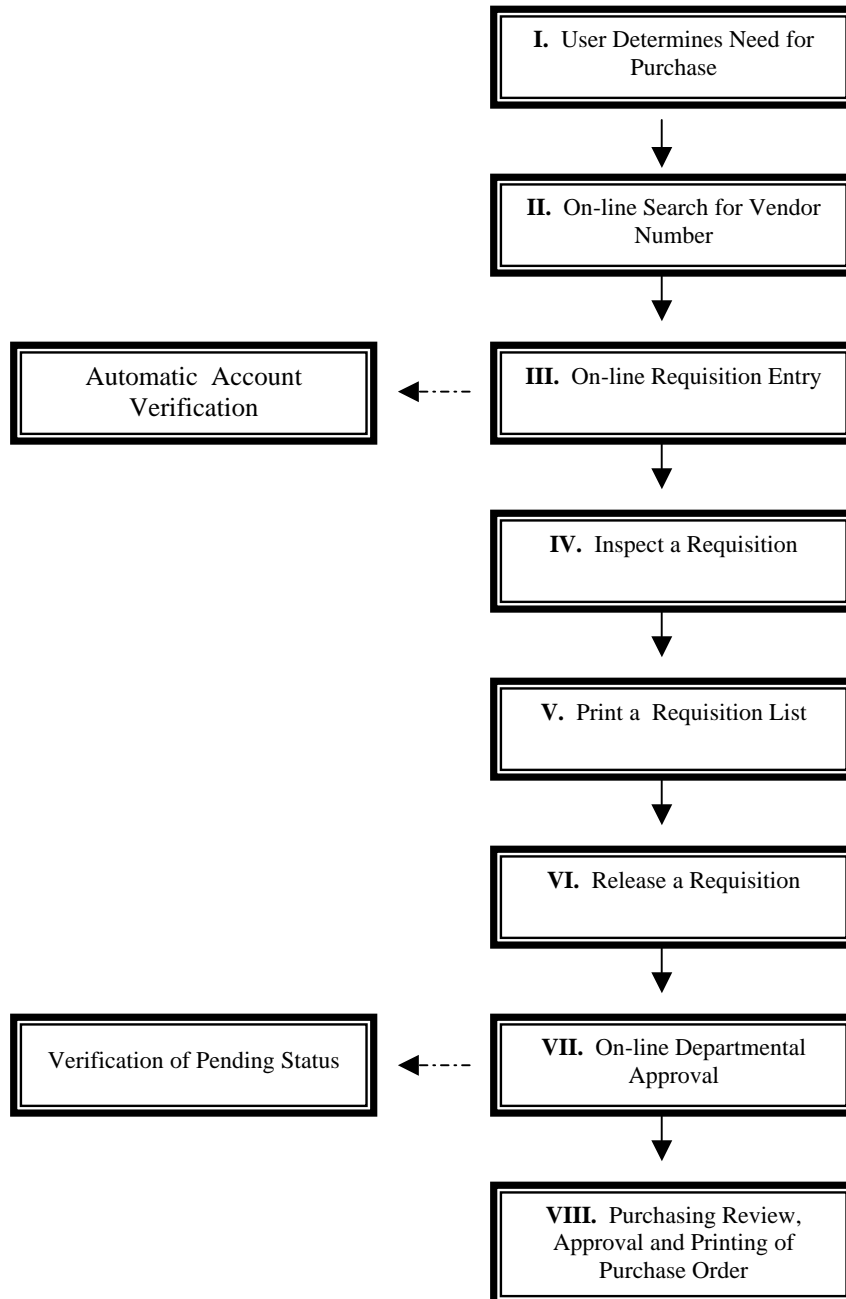 I. User Determines Need for
Purchase
II. On-line Search for Vendor
Number
Automatic Account
Verification
III. On-line Requisition Entry
IV. Inspect a Requisition
V. Print a Requisition List
VI. Release a Requisition
Verification of Pending Status
VII. On-line Departmental
Approval
VIII. Purchasing Review,
Approval and Printing of
Purchase Order